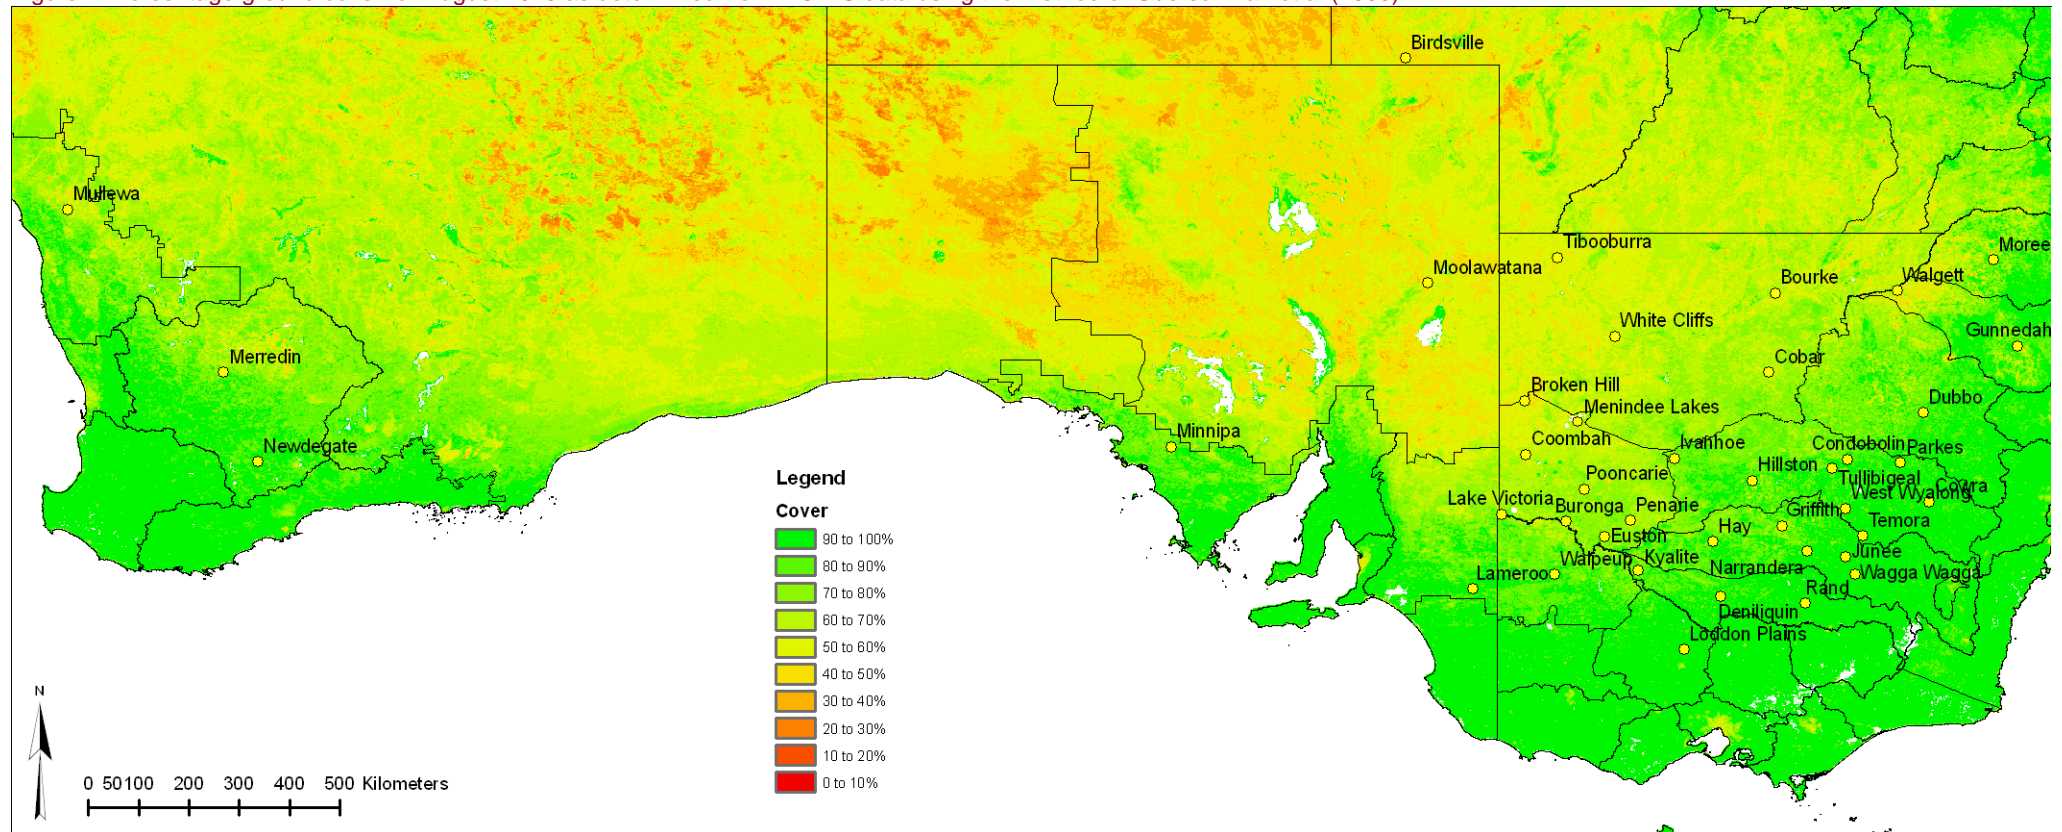 Birdsville
Mullewa
Tibooburra
Moree
Moolawatana
Bourke
Walgett
White Cliffs
Gunnedah
Merredin
Cobar
Broken Hill
Menindee Lakes
Dubbo
Minnipa
Coombah
Ivanhoe
Condobolin
Parkes
Newdegate
Hillston
Pooncarie
Tullibigeal
Cowra
West Wyalong
Lake Victoria
Buronga
Penarie
Griffith
Temora
Hay
Euston
Junee
Walpeup
Kyalite
Narrandera
Lameroo
Wagga Wagga
Rand
Deniliquin
Loddon Plains
Legend
Cover
90 to 100%
80 to 90%
70 to 80%
60 to 70%
50 to 60%
40 to 50%
30 to 40%
20 to 30%
10 to 20%
0 to 10%
N
0 50 100 200 300 400 500 Kilometers